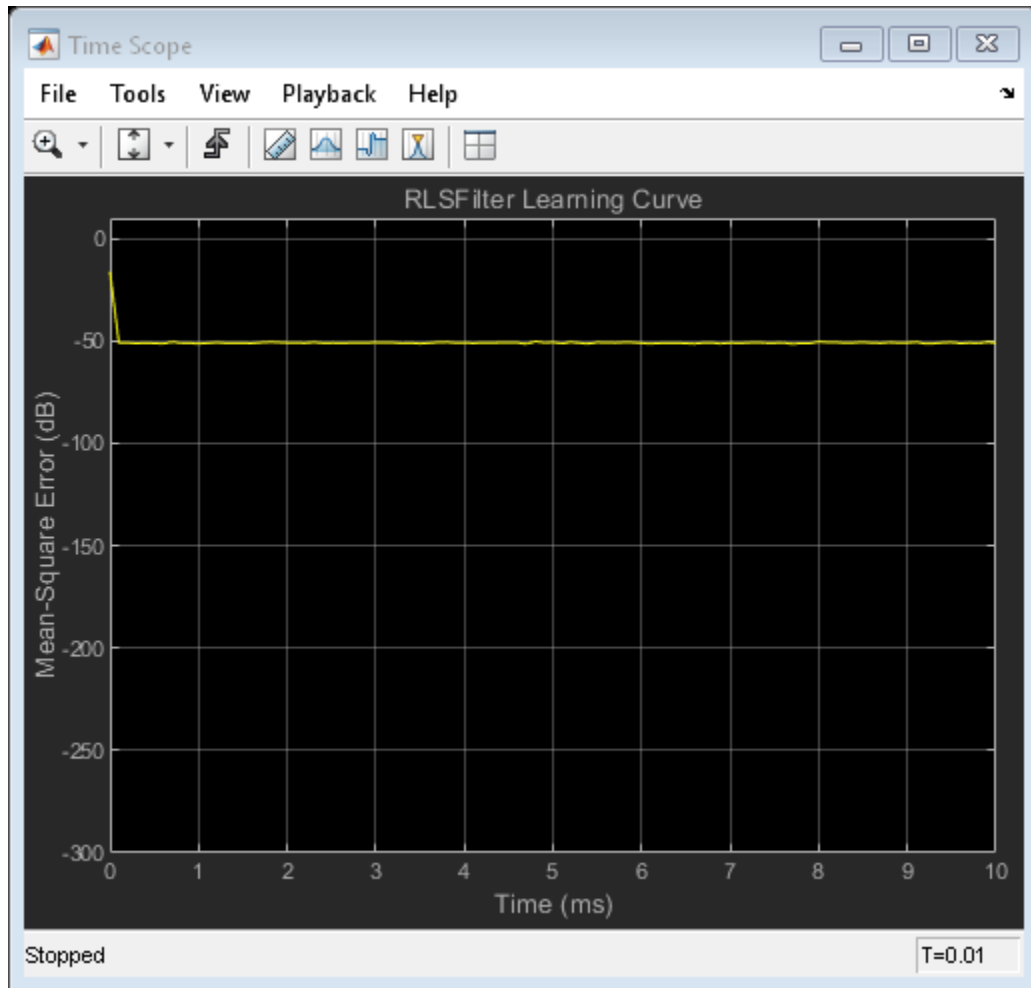 Time Scope
File Tools View Playback Help
RLSFilter Learning Curve
0
-50
-100
-150
-200
-250
-300
Mean-Square Error (dB)
0 1 2 3 4 5 6 7 8 9 10
Time (ms)
Stopped T=0.01